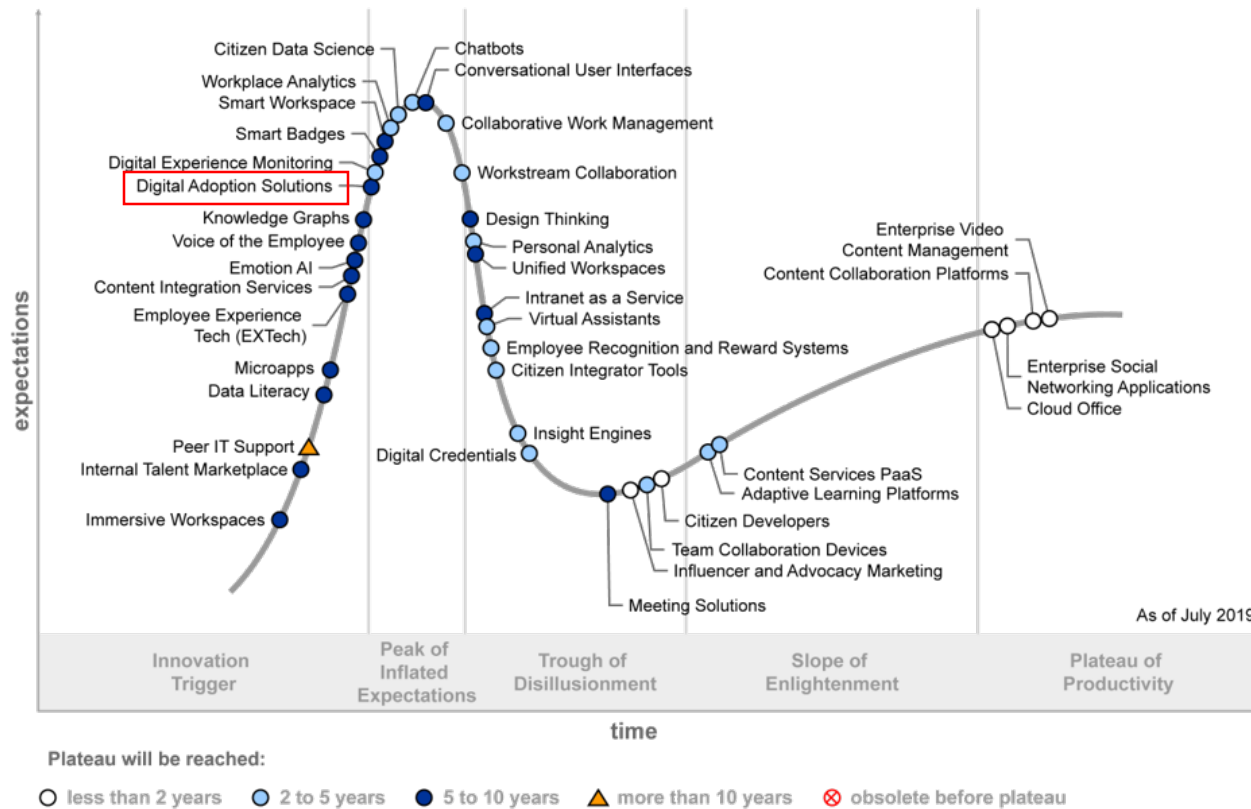 Citizen Data Science
Chatbots
Workplace Analytics
Conversational User Interfaces
Smart Workspace
Collaborative Work Management
Smart Badges
Digital Experience Monitoring
Workstream Collaboration
Digital Adoption Solutions
Knowledge Graphs
Design Thinking
Voice of the Employee
Personal Analytics
Emotion AI
Unified Workspaces
Content Integration Services
Intranet as a Service
Employee Experience
Tech (EXTech)
Virtual Assistants
Employee Recognition and Reward Systems
Microapps
Citizen Integrator Tools
Data Literacy
Peer IT Support
Insight Engines
Internal Talent Marketplace
Digital Credentials
Immersive Workspaces
Enterprise Video
Content Management
Content Collaboration Platforms
Enterprise Social
Networking Applications
Cloud Office
Content Services PaaS
Adaptive Learning Platforms
Citizen Developers
Team Collaboration Devices
Influencer and Advocacy Marketing
Meeting Solutions
expectations
As of July 2019
Innovation
Trigger
Peak of
Inflated
Expectations
Trough of
Disillusionment
Slope of
Enlightenment
Plateau of
Productivity
time
Plateau will be reached:
less than 2 years
2 to 5 years
5 to 10 years
more than 10 years
obsolete before plateau